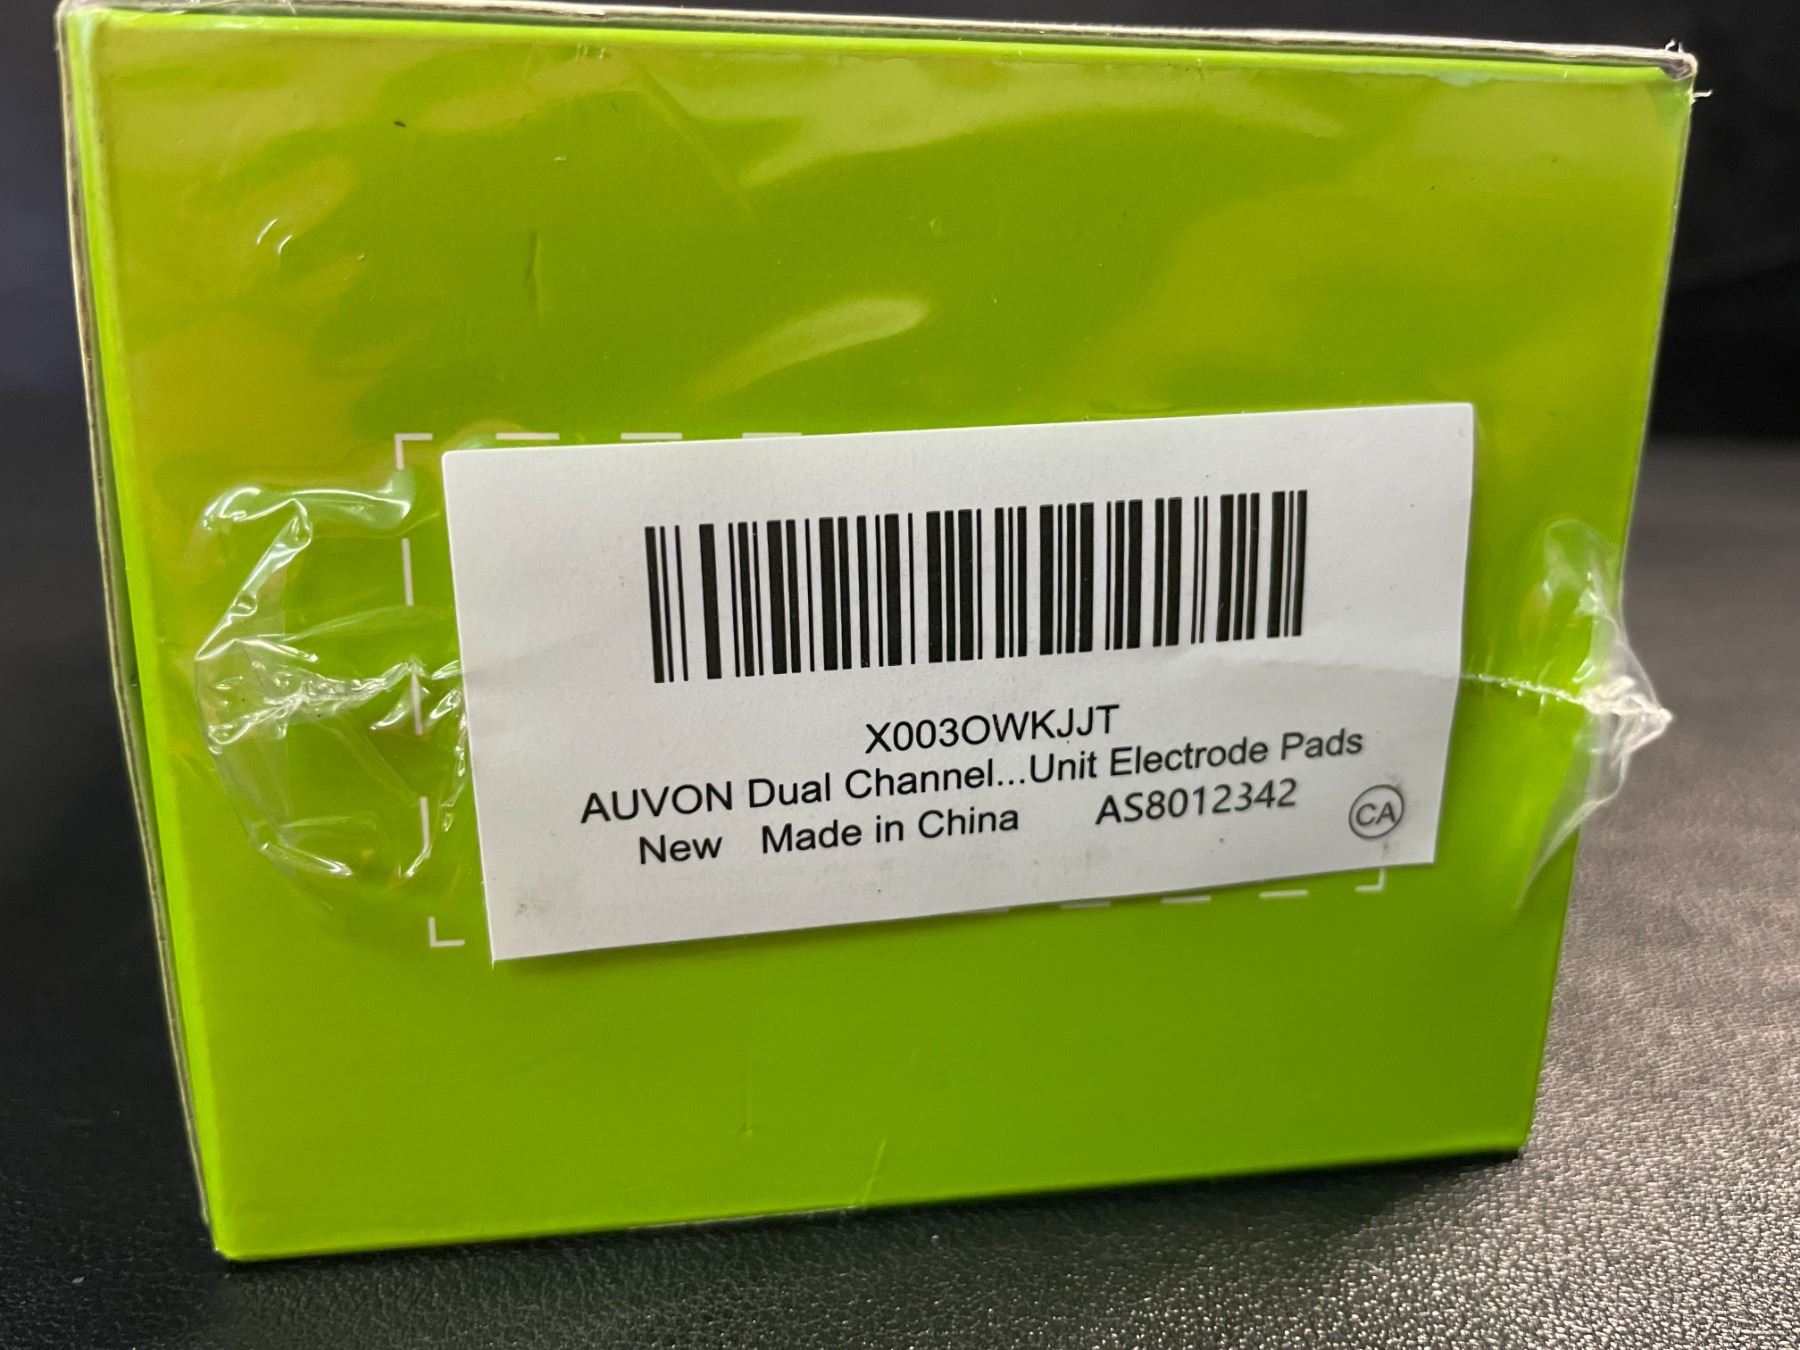 X003OWKJJT
AUVON Dual Channel...Unit Electrode Pads
New Made in China AS8012342 CA